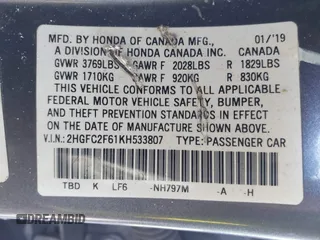 MFD. BY HONDA OF CANADA MFG., 01/'19
A DIVISION OF HONDA CANADA INC. CANADA
GVWR 3769LBS GAWR F 2028LBS R 1829LBS
GVWR 1710KG GAWR F 920KG R 830KG
THIS VEHICLE CONFORMS TO ALL APPLICABLE
FEDERAL MOTOR VEHICLE SAFETY, BUMPER,
AND THEFT PREVENTION STANDARDS IN
EFFECT ON THE DATE OF MANUFACTURE SHOWN ABOVE.
V.I.N.: 2HGFC2F61KH533807 TYPE: PASSENGER CAR
TBD K LF6 -NH797M -A -H
DREAMBID